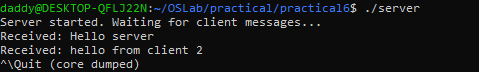 daddy@DESKTOP-QFLJ22N:~/OSLab/practical/practical6$ ./server
Server started. Waiting for client messages...
Received: Hello server
Received: hello from client 2
^\Quit (core dumped)